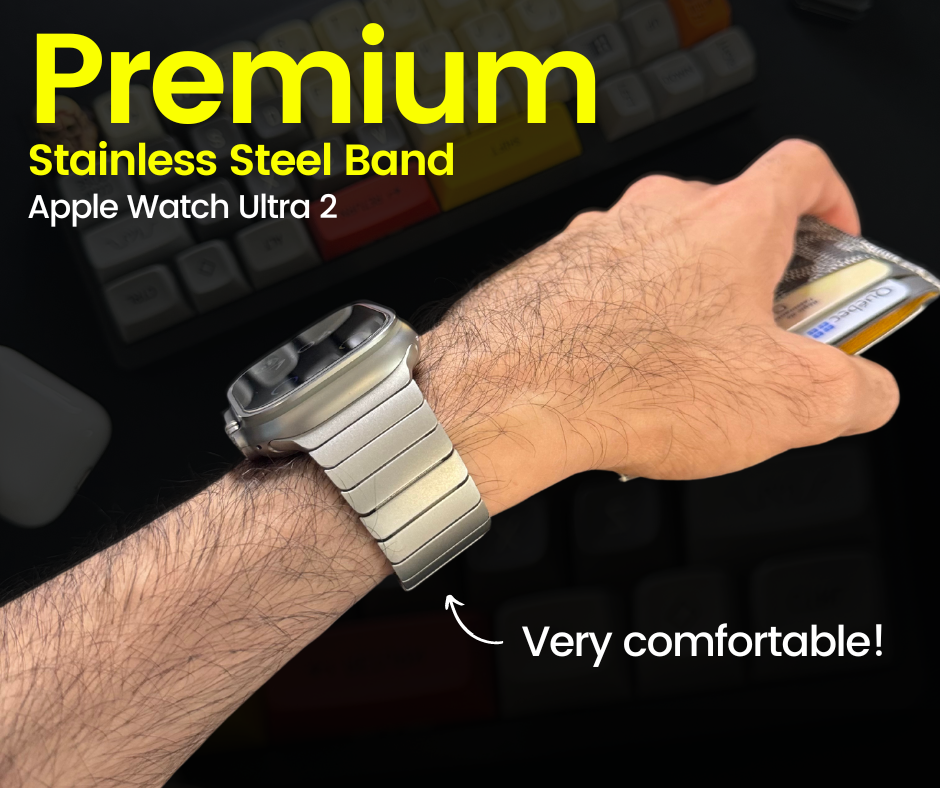 Premium
Stainless Steel Band
Apple Watch Ultra 2
Québec
Very comfortable!